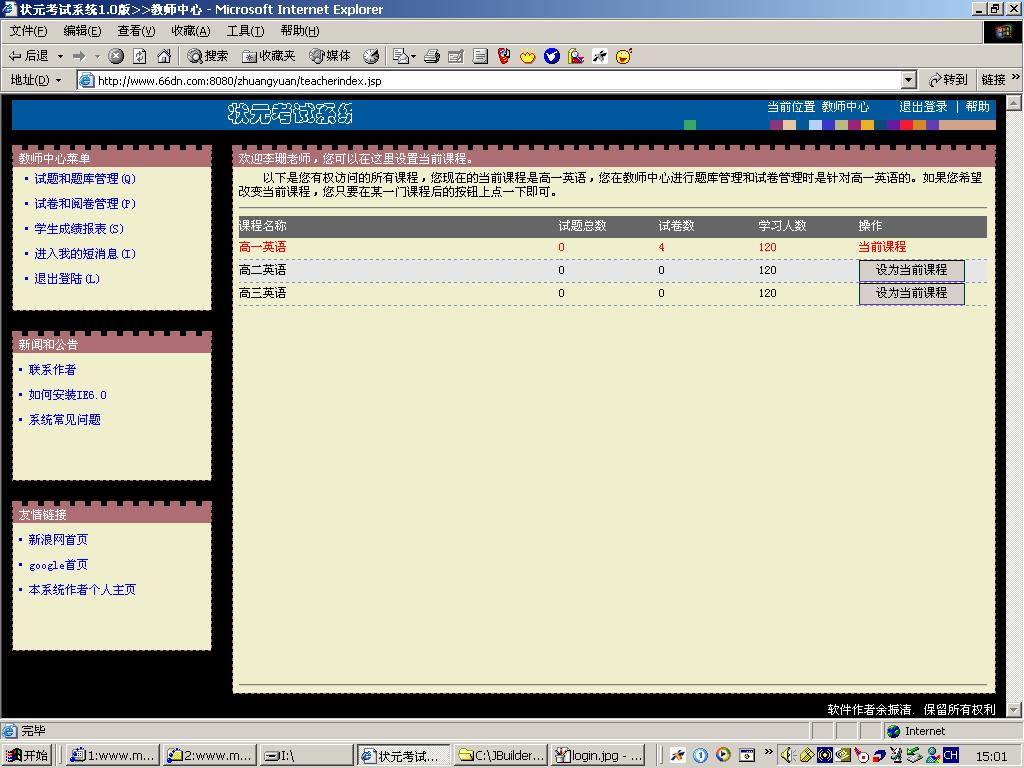 状元考试系统1.0版>>教师中心 - Microsoft Internet Explorer
文件(F) 编辑(E) 查看(V) 收藏(A) 工具(T) 帮助(H)
后退 搜索 收藏夹 媒体
地址(D) http://www.66dn.com:8080/zhuangyuan/teacherindex.jsp 转到 链接 »
状元考试系统 当前位置 教师中心 退出登录 | 帮助
教师中心菜单
试题和题库管理(Q)
试卷和阅卷管理(P)
学生成绩报表(S)
进入我的短消息(I)
退出登陆(L)
新闻和公告
联系作者
如何安装IE6.0
系统常见问题
友情链接
新浪网首页
google首页
本系统作者个人主页
欢迎李珊老师，您可以在这里设置当前课程。
以下是您有权访问的所有课程，您现在的当前课程是高一英语，您在教师中心进行题库管理和试卷管理时是针对高一英语的。如果您希望
改变当前课程，您只要在某一门课程后的按钮上点一下即可。
课程名称 试题总数 试卷数 学习人数 操作
高一英语 0 4 120 当前课程
高二英语 0 0 120 设为当前课程
高三英语 0 0 120 设为当前课程
软件作者余振清. 保留所有权利
完毕 Internet
开始 1:www.m... 2:www.m... I:\ 状元考试... C:\JBuilder... login.jpg - ... » CH 15:01